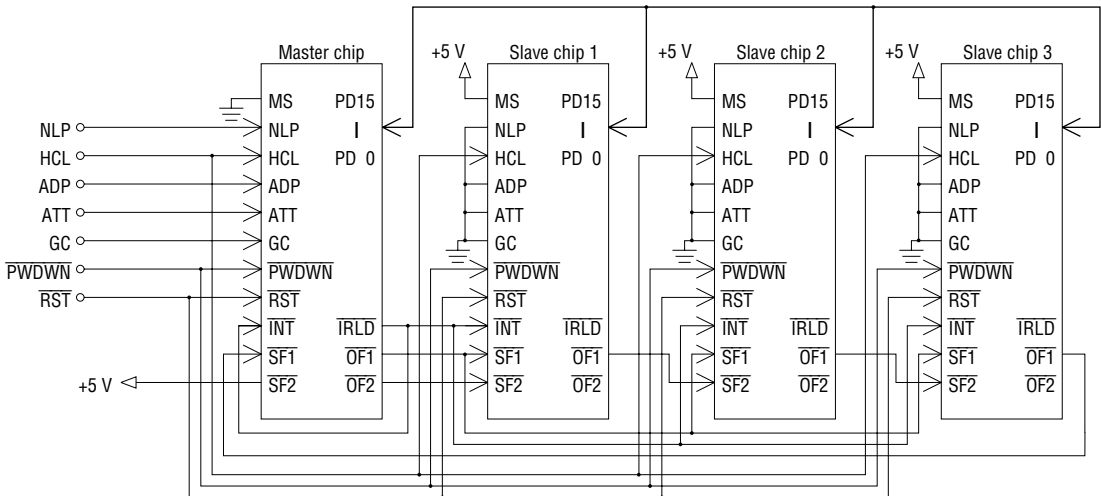 Master chip
Slave chip 1
Slave chip 2
Slave chip 3
+5 V
+5 V
+5 V
NLP
HCL
ADP
ATT
GC
PWDWN
RST
+5 V
MS PD15
NLP I
HCL PD 0
ADP
ATT
GC
PWDWN
RST
INT IRLD
SF1 OF1
SF2 OF2
MS PD15
NLP I
HCL PD 0
ADP
ATT
GC
PWDWN
RST
INT IRLD
SF1 OF1
SF2 OF2
MS PD15
NLP I
HCL PD 0
ADP
ATT
GC
PWDWN
RST
INT IRLD
SF1 OF1
SF2 OF2
MS PD15
NLP I
HCL PD 0
ADP
ATT
GC
PWDWN
RST
INT IRLD
SF1 OF1
SF2 OF2